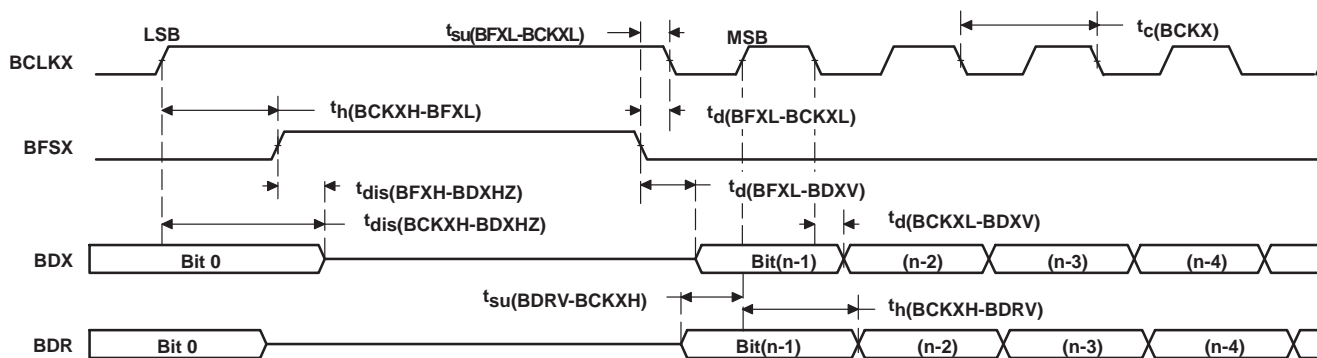 LSB
tsu(BFXL-BCKXL)
MSB
tc(BCKX)
BCLKX
th(BCKXH-BFXL)
td(BFXL-BCKXL)
BFSX
tdis(BFXH-BDXHZ)
td(BFXL-BDXV)
tdis(BCKXH-BDXHZ)
td(BCKXL-BDXV)
BDX
Bit 0
Bit(n-1)
(n-2)
(n-3)
(n-4)
tsu(BDRV-BCKXH)
th(BCKXH-BDRV)
BDR
Bit 0
Bit(n-1)
(n-2)
(n-3)
(n-4)